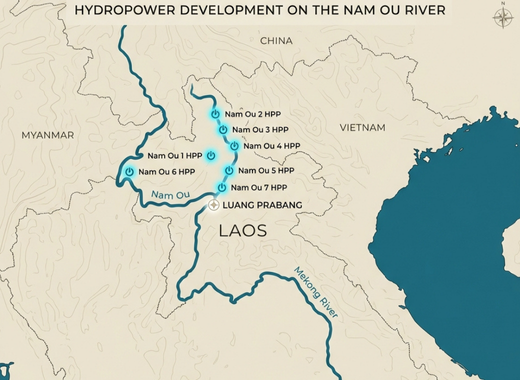 HYDROPOWER DEVELOPMENT ON THE NAM OU RIVER
N
CHINA
MYANMAR
VIETNAM
Nam Ou 2 HPP
Nam Ou 3 HPP
Nam Ou 4 HPP
Nam Ou 1 HPP
Nam Ou 5 HPP
Nam Ou 6 HPP
Nam Ou 7 HPP
Nam Ou
LUANG PRABANG
LAOS
Mekong River